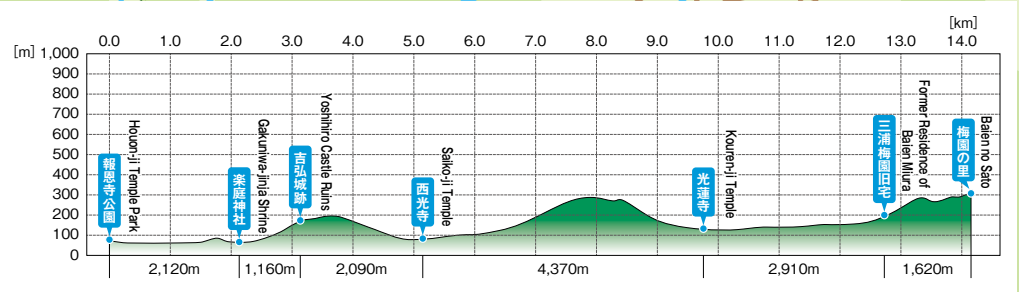 [km]
0.0 1.0 2.0 3.0 4.0 5.0 6.0 7.0 8.0 9.0 10.0 11.0 12.0 13.0 14.0
[m] 1,000
900
800
700
600
500
400
300
200
100
0
報恩寺公園
Houon-ji Temple Park
楽庭神社
Gakuniwa-jinja Shrine
吉弘城跡
Yoshihiro Castle Ruins
西光寺
Saiko-ji Temple
光蓮寺
Kouren-ji Temple
三浦梅園旧宅
Former Residence of
Baien Miura
梅園の里
Baien no Sato
2,120m 1,160m 2,090m 4,370m 2,910m 1,620m